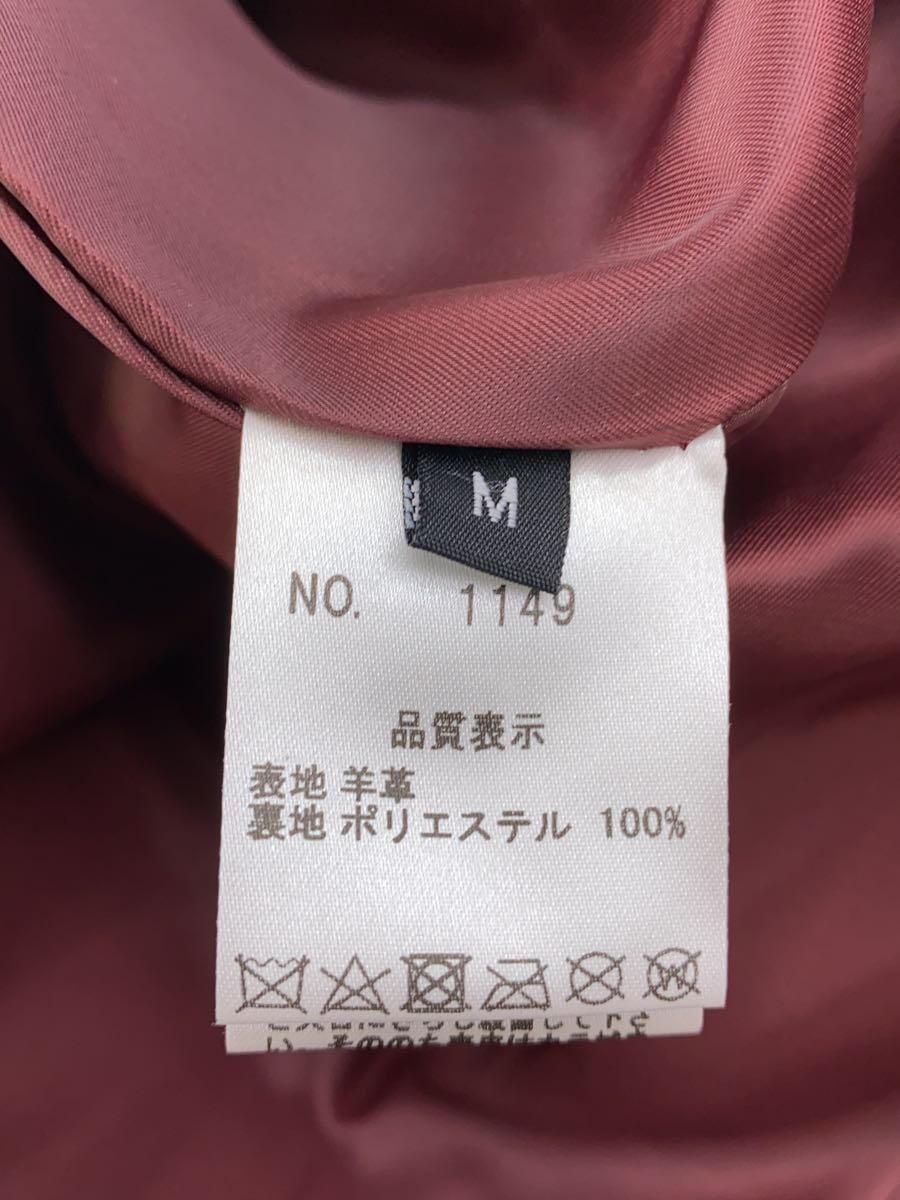 M
NO. 1149
品質表示
表地 羊革
裏地 ポリエステル 100%
W